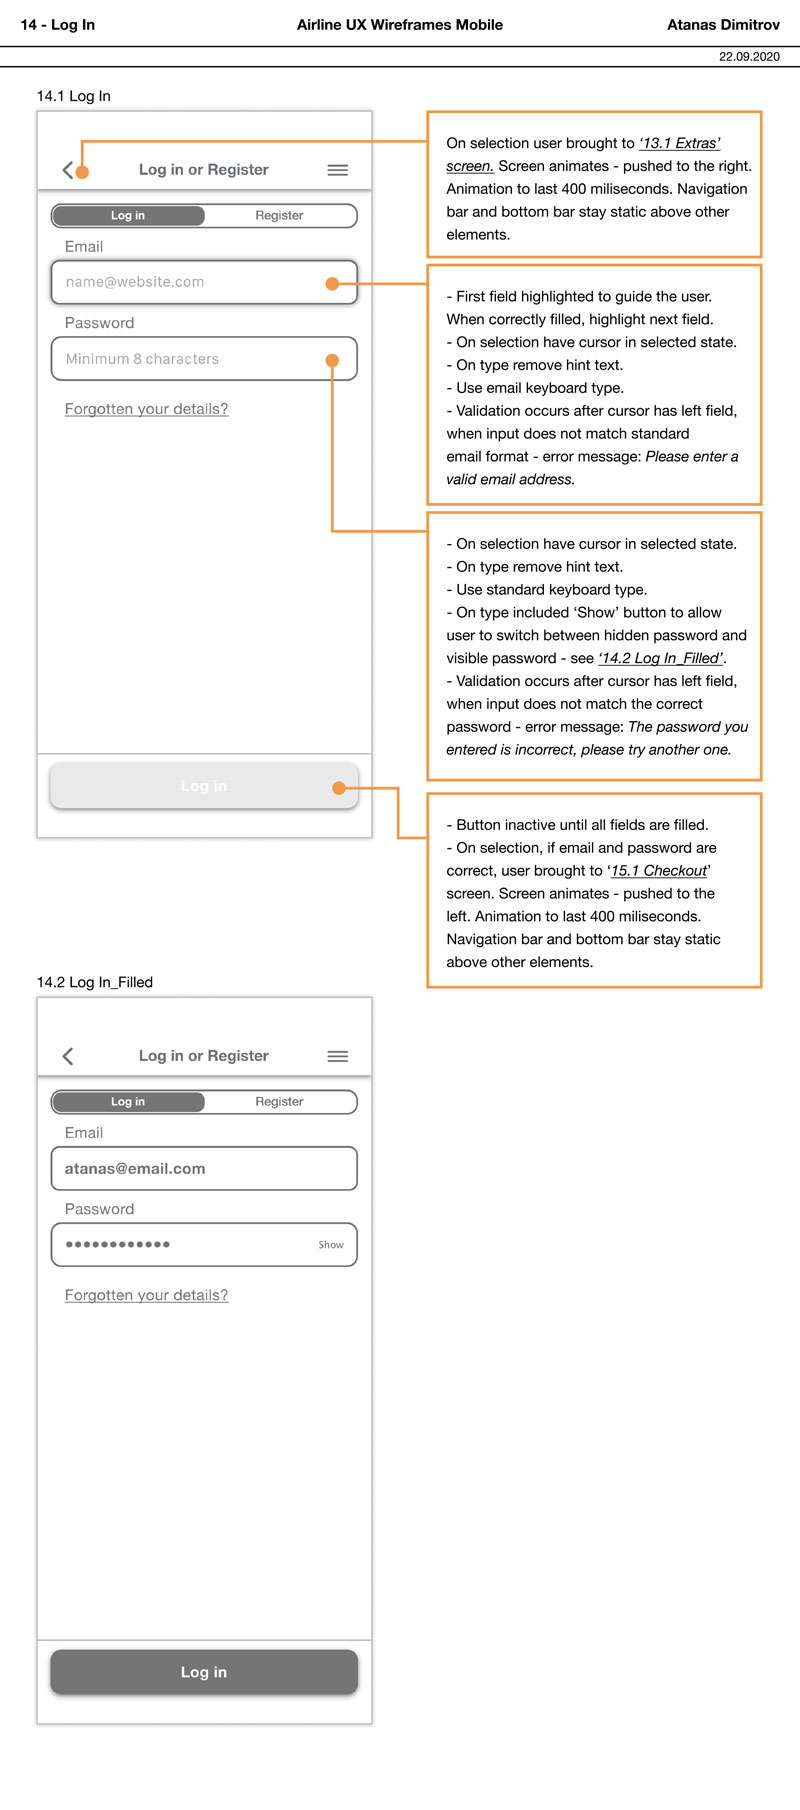 14 - Log In
Airline UX Wireframes Mobile
Atanas Dimitrov
22.09.2020
14.1 Log In
Log in or Register
Log in
Register
Email
name@website.com
Password
Minimum 8 characters
Forgotten your details?
Log in
On selection user brought to ‘13.1 Extras’
screen. Screen animates - pushed to the right.
Animation to last 400 miliseconds. Navigation
bar and bottom bar stay static above other
elements.
- First field highlighted to guide the user.
When correctly filled, highlight next field.
- On selection have cursor in selected state.
- On type remove hint text.
- Use email keyboard type.
- Validation occurs after cursor has left field,
when input does not match standard
email format - error message: Please enter a
valid email address.
- On selection have cursor in selected state.
- On type remove hint text.
- Use standard keyboard type.
- On type included ‘Show’ button to allow
user to switch between hidden password and
visible password - see ‘14.2 Log In_Filled’.
- Validation occurs after cursor has left field,
when input does not match the correct
password - error message: The password you
entered is incorrect, please try another one.
- Button inactive until all fields are filled.
- On selection, if email and password are
correct, user brought to ‘15.1 Checkout’
screen. Screen animates - pushed to the
left. Animation to last 400 miliseconds.
Navigation bar and bottom bar stay static
above other elements.
14.2 Log In_Filled
Log in or Register
Log in
Register
Email
atanas@email.com
Password
••••••••••••
Show
Forgotten your details?
Log in